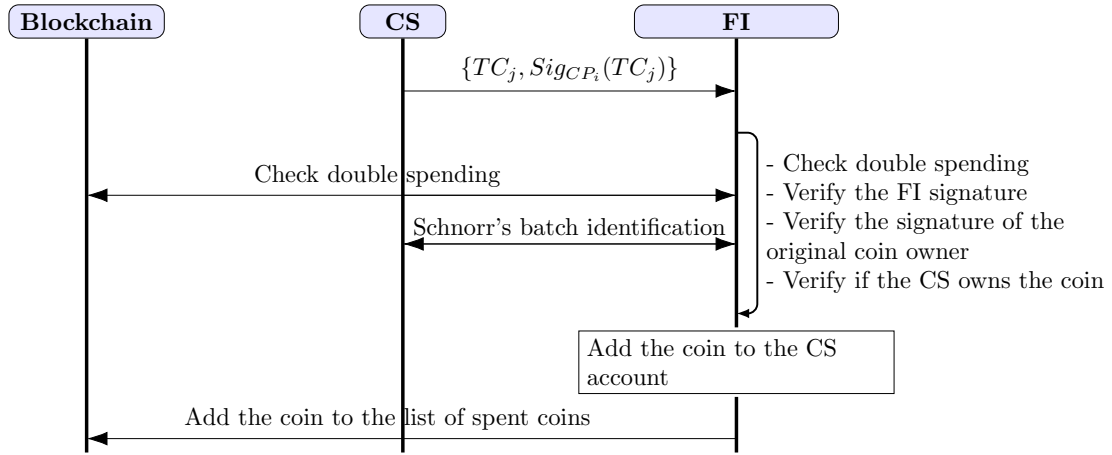 Blockchain
CS
FI
$\{TC_j, Sig_{CP_i}(TC_j)\}$
Check double spending
Schnorr's batch identification
- Check double spending
- Verify the FI signature
- Verify the signature of the
original coin owner
- Verify if the CS owns the coin
Add the coin to the CS
account
Add the coin to the list of spent coins